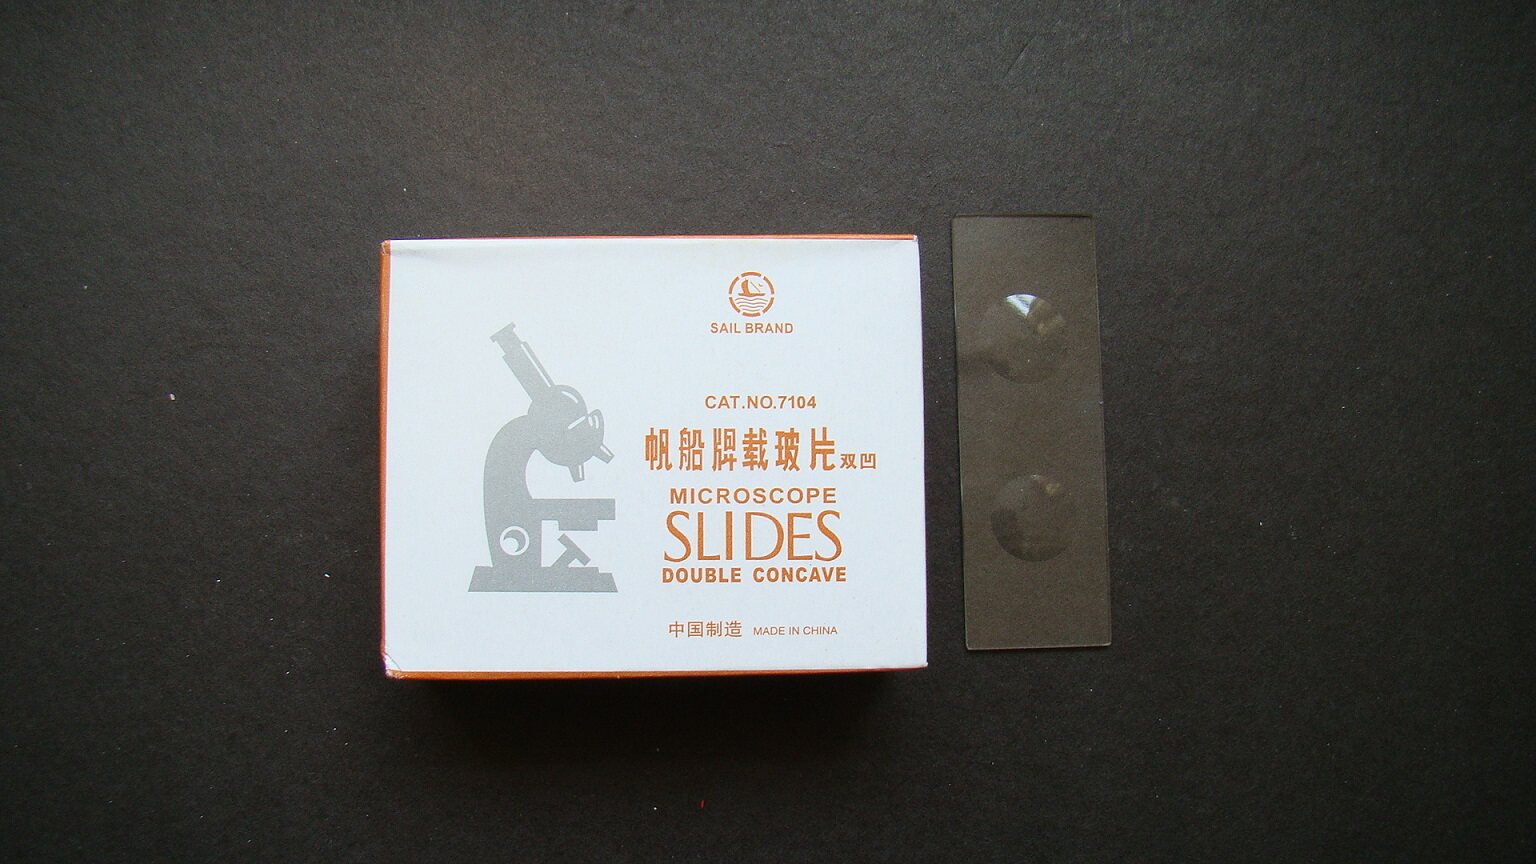 SAIL BRAND
CAT.NO.7104
帆船牌载玻片双凹
MICROSCOPE
SLIDES
DOUBLE CONCAVE
中国制造 MADE IN CHINA